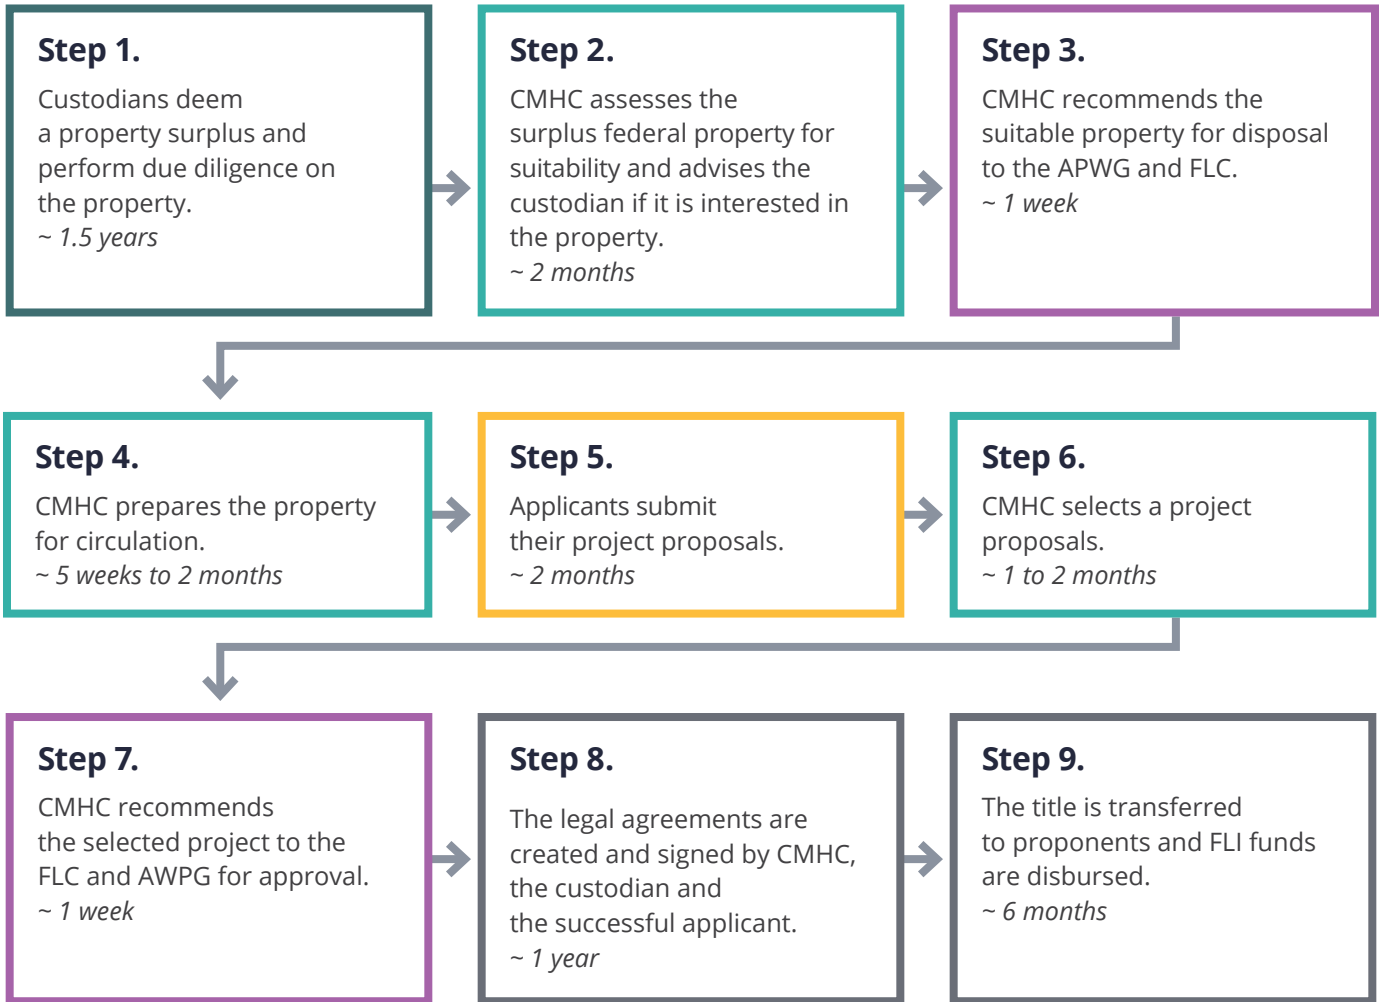 Step 1.
Custodians deem
a property surplus and
perform due diligence on
the property.
~ 1.5 years
Step 2.
CMHC assesses the
surplus federal property for
suitability and advises the
custodian if it is interested in
the property.
~ 2 months
Step 3.
CMHC recommends the
suitable property for disposal
to the APWG and FLC.
~ 1 week
Step 4.
CMHC prepares the property
for circulation.
~ 5 weeks to 2 months
Step 5.
Applicants submit
their project proposals.
~ 2 months
Step 6.
CMHC selects a project
proposals.
~ 1 to 2 months
Step 7.
CMHC recommends
the selected project to the
FLC and AWPG for approval.
~ 1 week
Step 8.
The legal agreements are
created and signed by CMHC,
the custodian and
the successful applicant.
~ 1 year
Step 9.
The title is transferred
to proponents and FLI funds
are disbursed.
~ 6 months